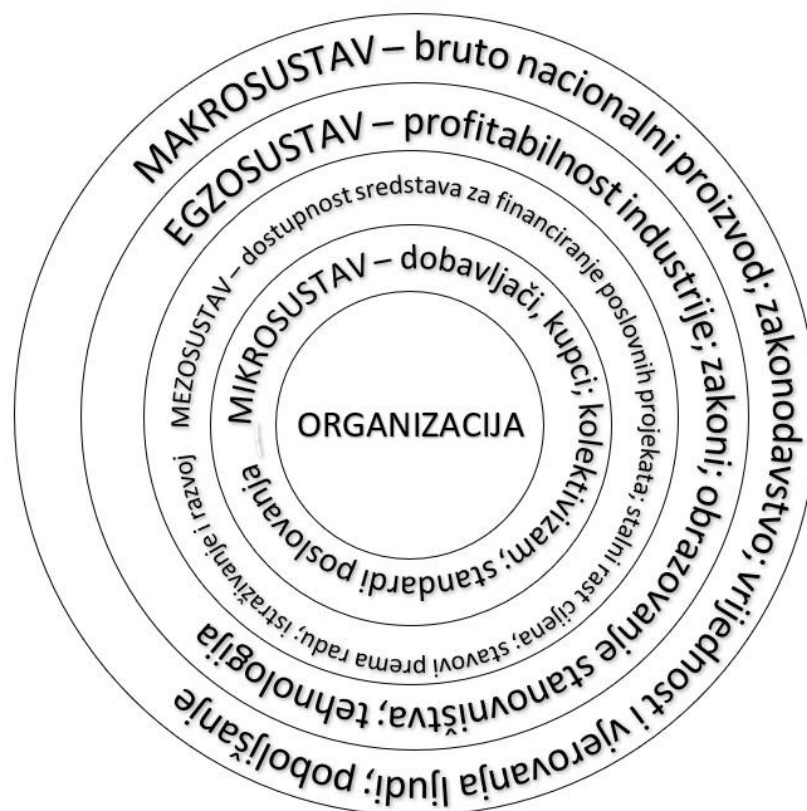 MAKROSUSTAV – bruto nacionalni proizvod; zakonodavstvo; vrijednost i vjerovanja ljudi; poboljšanje
EGZOSUSTAV – profitabilnost industrije; zakoni; obrazovanje stanovništva; tehnologija
MEZOSUSTAV – dostupnost sredstava za financiranje poslovnih projekata; stalni rast cijena; stavovi prema radu; istraživanje i razvoj
MIKROSUSTAV – dobavljači, kupci; kolektivizam; standardi poslovanja
ORGANIZACIJA